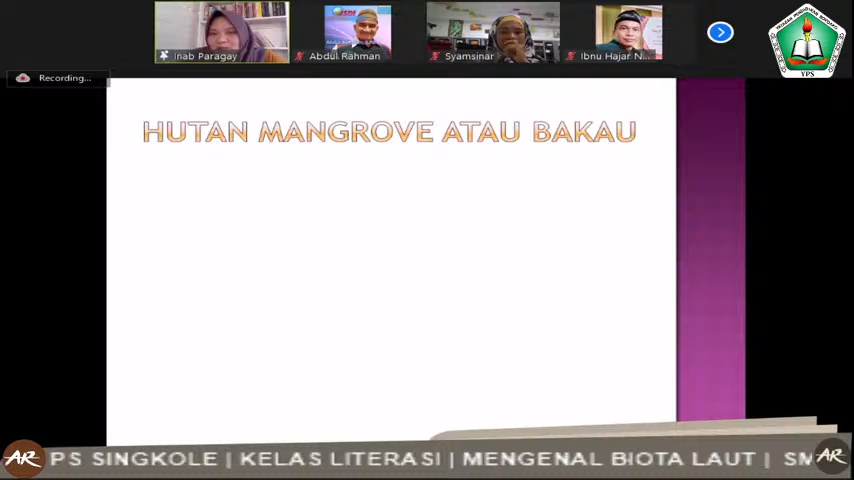 Inab Paragay
Abdul Rahman
Syamsinar
Ibnu Hajar N...
YPS
Recording...
HUTAN MANGROVE ATAU BAKAU
PS SINGKOLE | KELAS LITERASI | MENGENAL BIOTA LAUT | SM
AR
AR